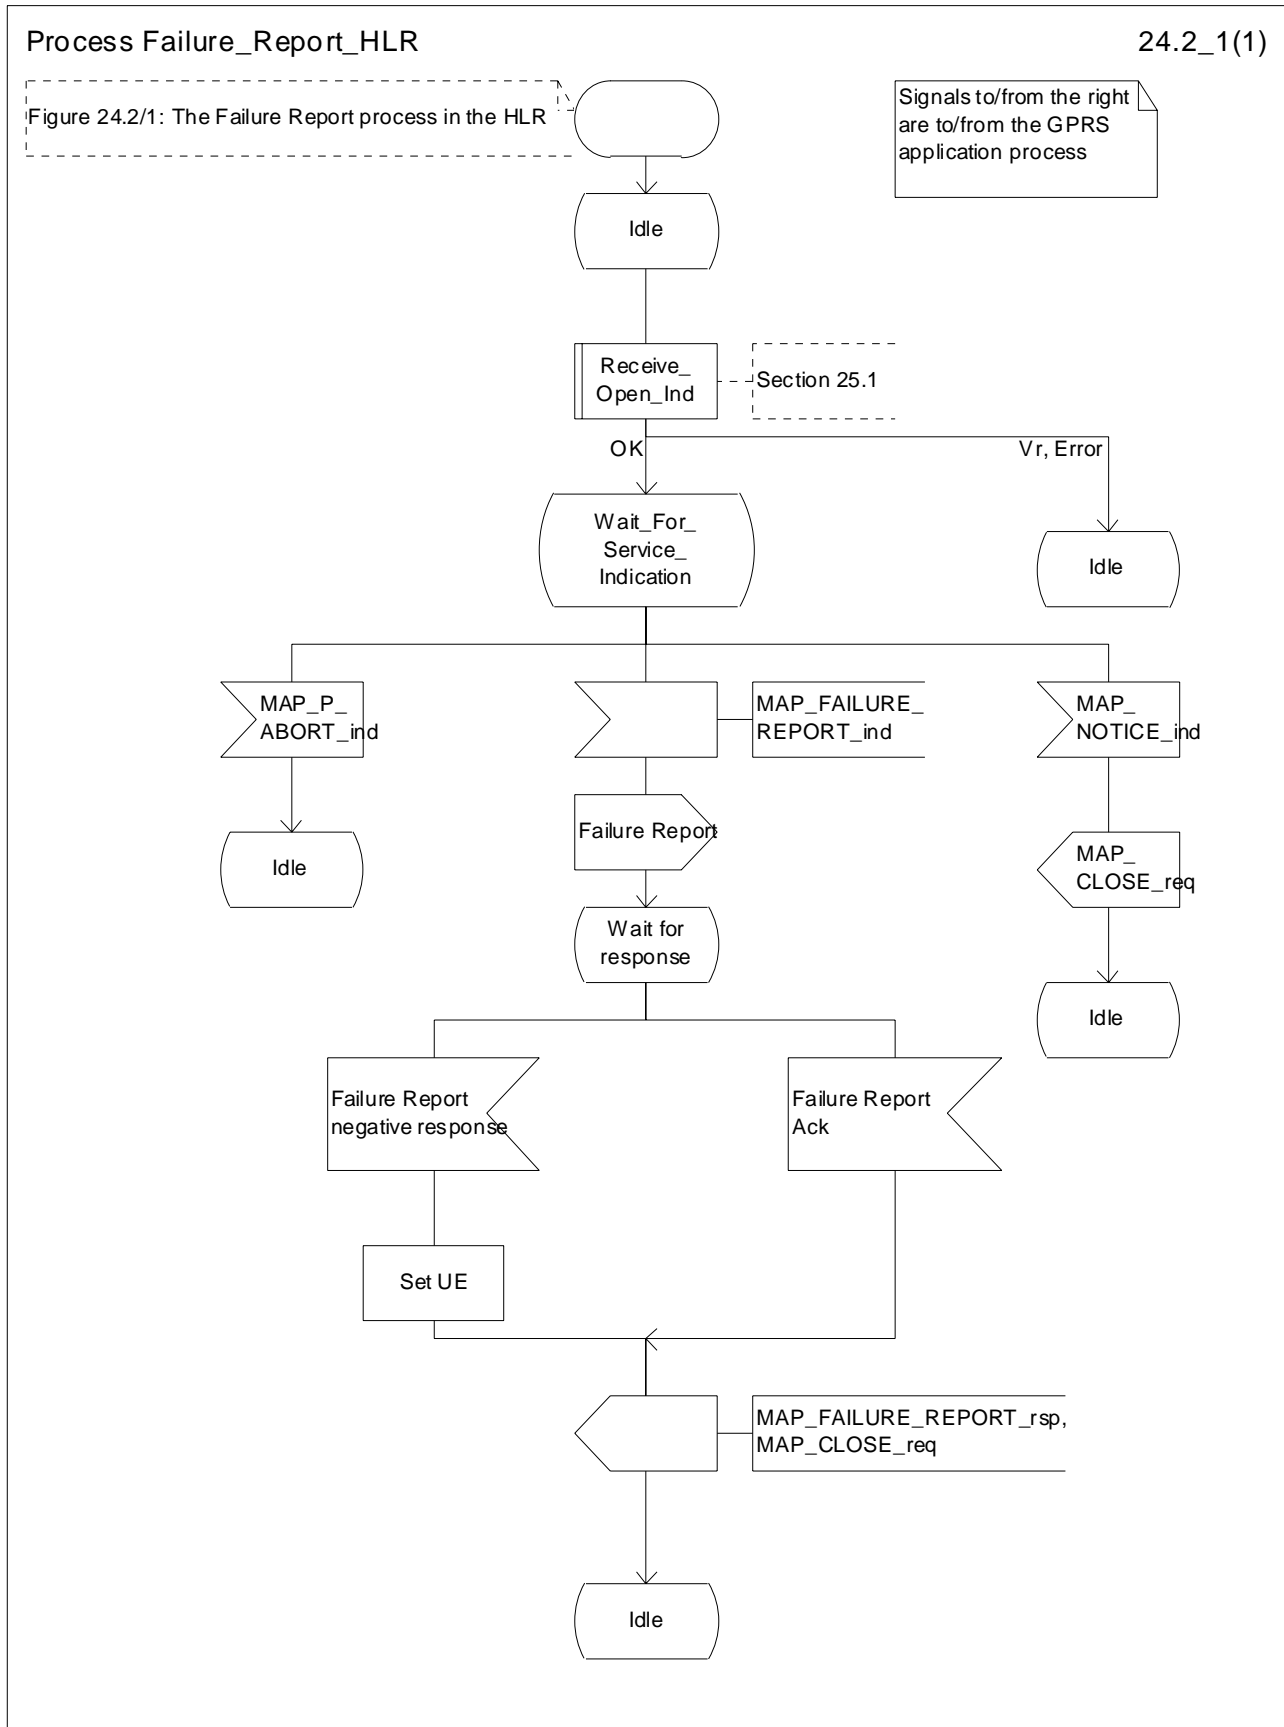 Process Failure_Report_HLR
24.2_1(1)
Figure 24.2/1: The Failure Report process in the HLR
Signals to/from the right
are to/from the GPRS
application process
Idle
Receive_
Open_Ind
Section 25.1
OK
Vr, Error
Wait_For_
Service_
Indication
Idle
MAP_P_
ABORT_ind
MAP_FAILURE_
REPORT_ind
MAP_
NOTICE_ind
Failure Report
Idle
MAP_
CLOSE_req
Wait for
response
Idle
Failure Report
negative response
Failure Report
Ack
Set UE
MAP_FAILURE_REPORT_rsp,
MAP_CLOSE_req
Idle